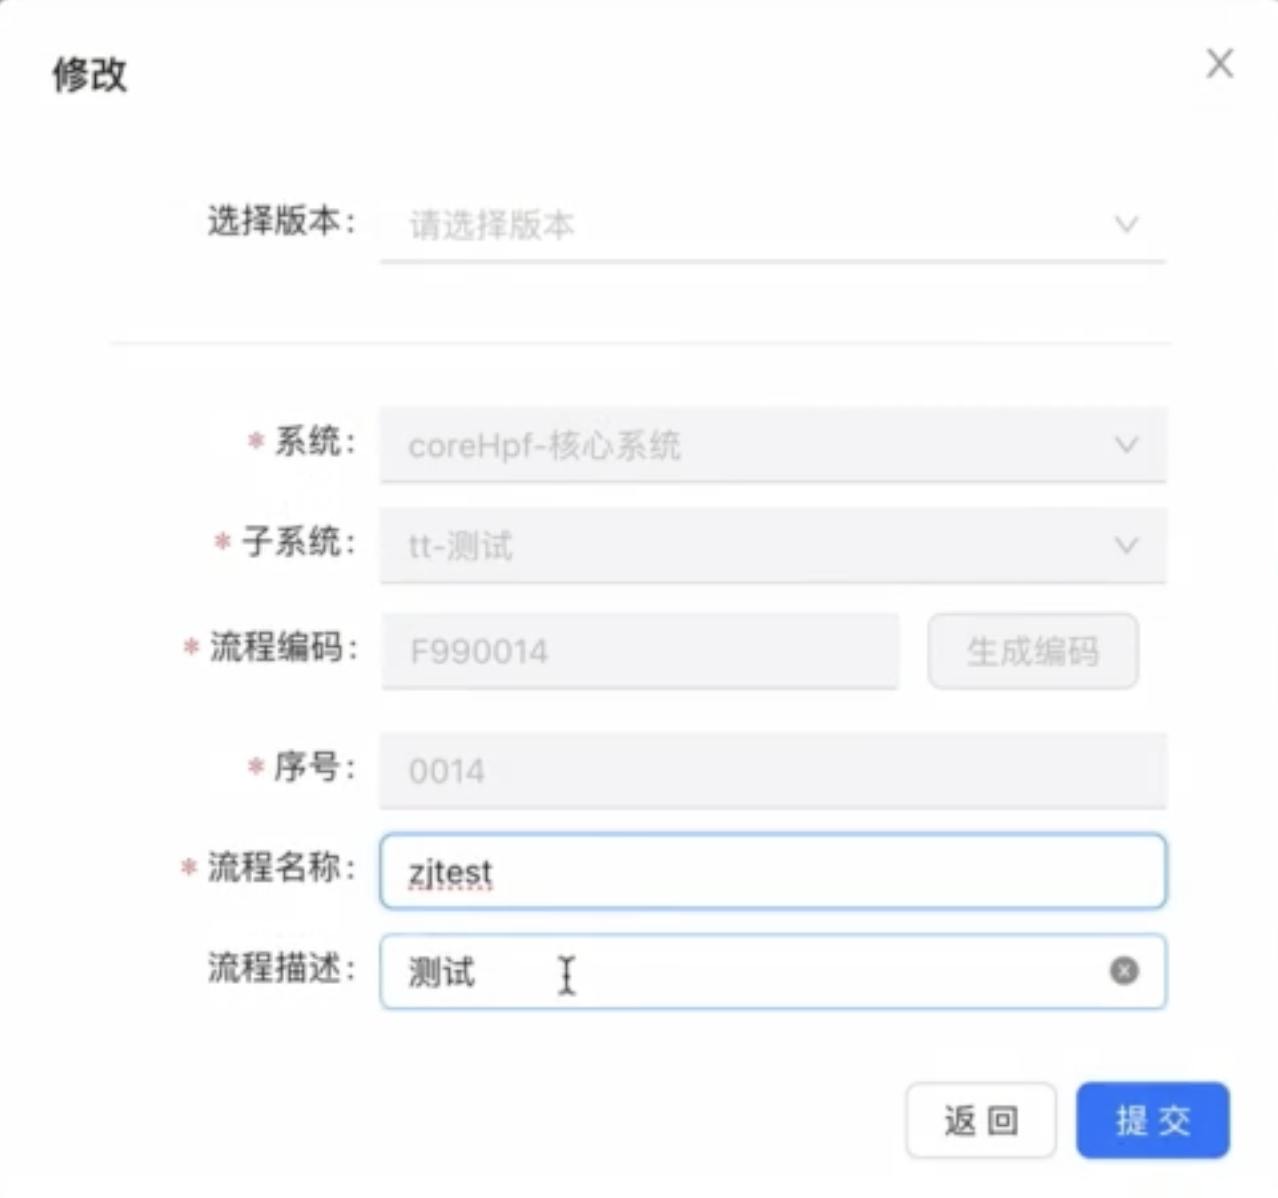 修改
选择版本： 请选择版本
* 系统： coreHpf-核心系统
* 子系统： tt-测试
* 流程编码： F990014 生成编码
* 序号： 0014
* 流程名称： zjtest
流程描述： 测试
返 回 提 交